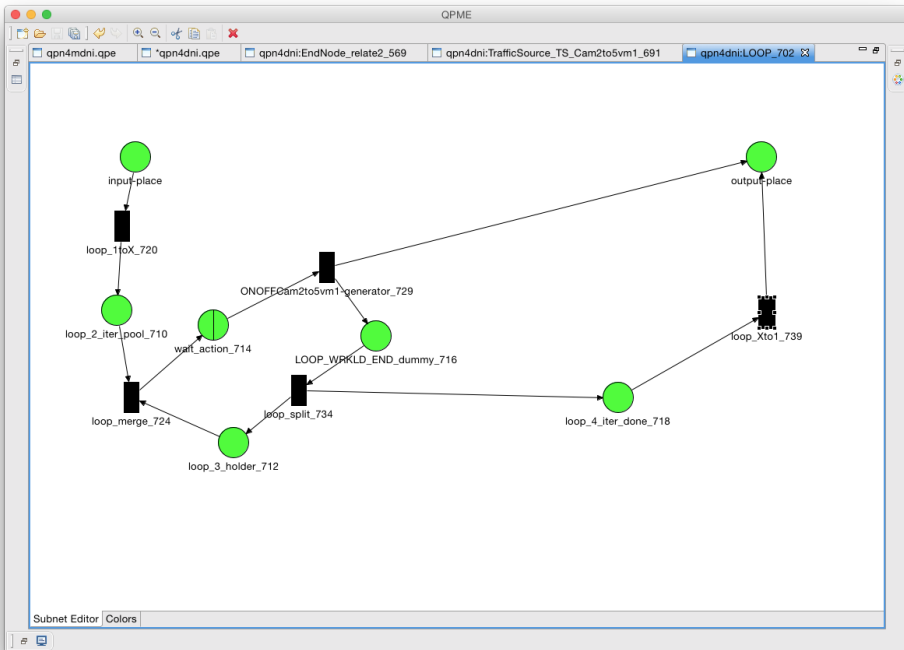 QPME
qpn4mdni.qpe
*qpn4dni.qpe
qpn4dni:EndNode_relate2_569
qpn4dni:TrafficSource_TS_Cam2to5vm1_691
qpn4dni:LOOP_702
input-place
output-place
loop_1toX_720
ONOFFCam2to5vm1-generator_729
loop_2_iter_pool_710
wait_action_714
loop_Xto1_739
LOOP_WRKLD_END_dummy_716
loop_merge_724
loop_split_734
loop_4_iter_done_718
loop_3_holder_712
Subnet Editor
Colors